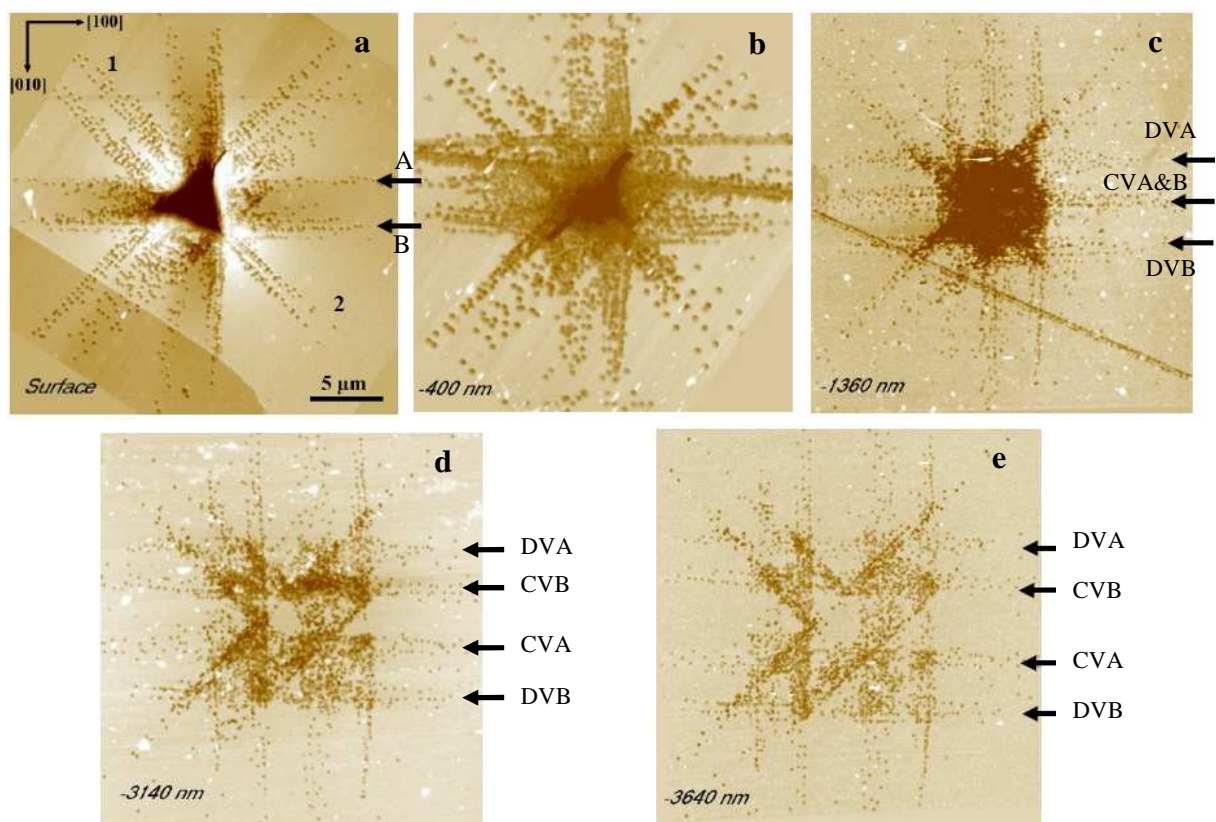 a
[100]
[010]
1
2
A
B
Surface
5 μm
b
-400 nm
c
DVA
CVA&B
DVB
-1360 nm
d
DVA
CVB
CVA
DVB
-3140 nm
e
DVA
CVB
CVA
DVB
-3640 nm